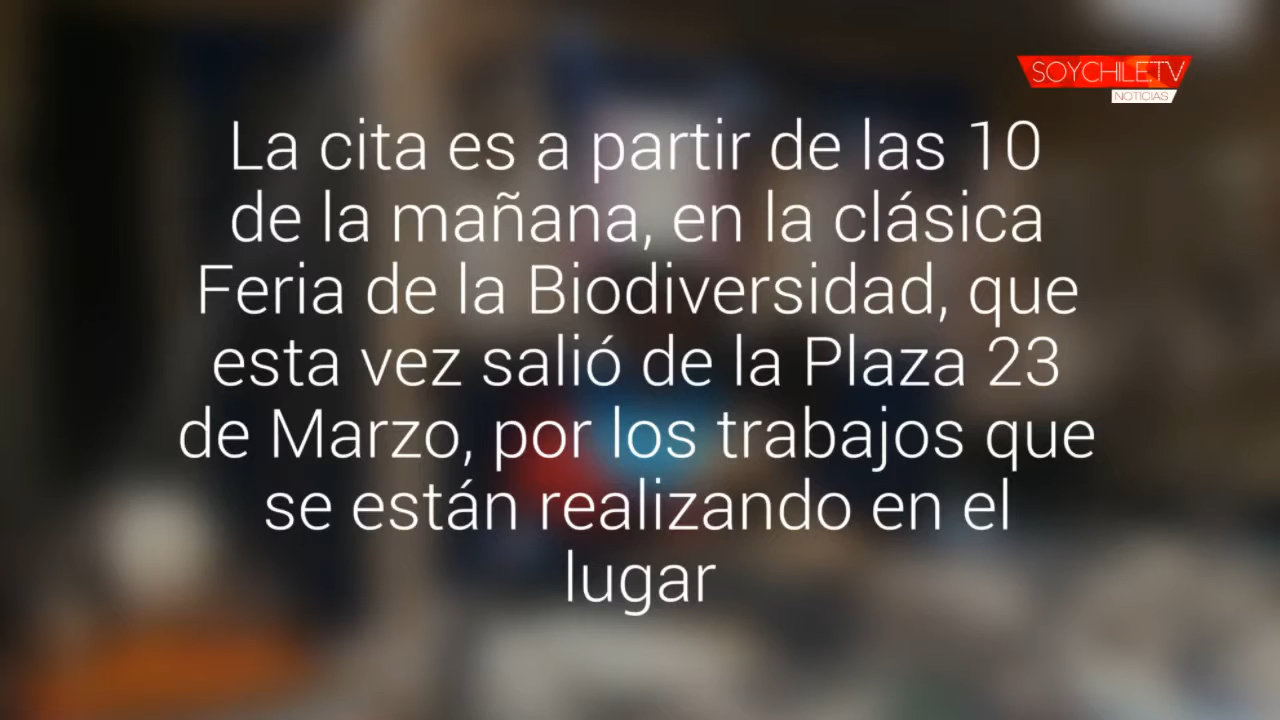 SOYCHILE.TV
NOTICIAS
La cita es a partir de las 10
de la mañana, en la clásica
Feria de la Biodiversidad, que
esta vez salió de la Plaza 23
de Marzo, por los trabajos que
se están realizando en el
lugar